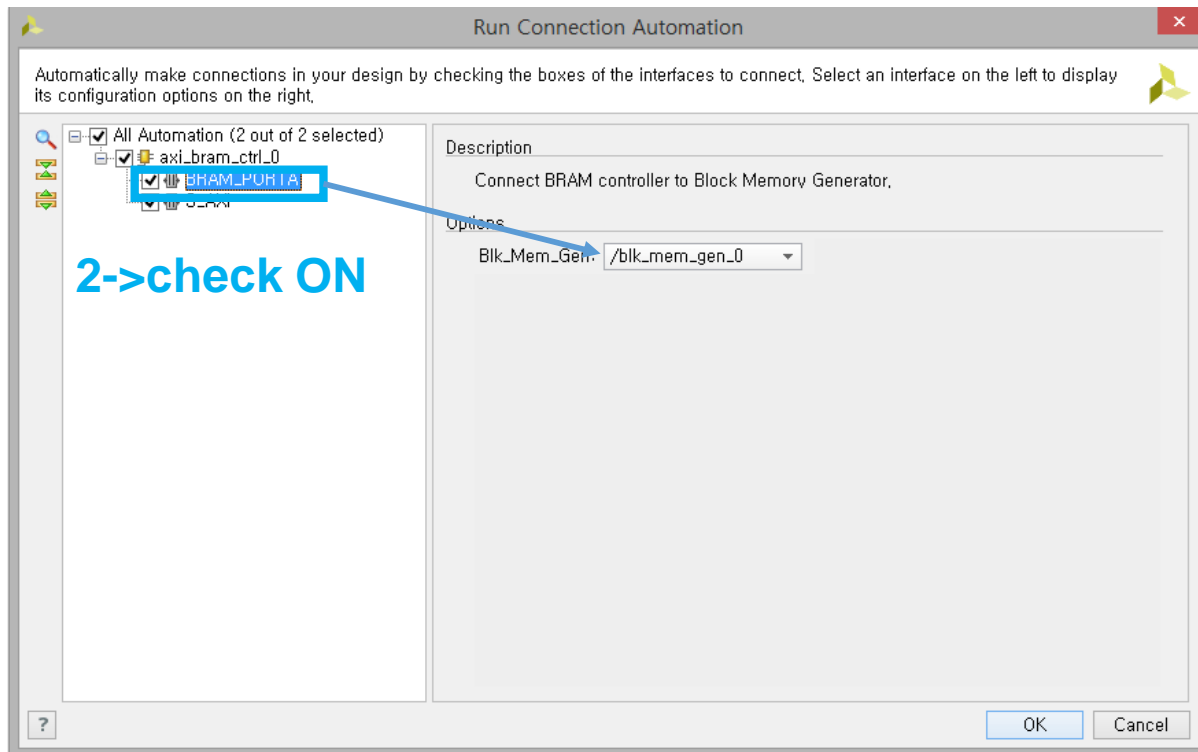 Run Connection Automation
Automatically make connections in your design by checking the boxes of the interfaces to connect, Select an interface on the left to display
its configuration options on the right,
All Automation (2 out of 2 selected)
axi_bram_ctrl_0
BRAM_PORTA
S_AXI
2->check ON
Description
Connect BRAM controller to Block Memory Generator,
Options
Blk_Mem_Gen: /blk_mem_gen_0
?
OK Cancel